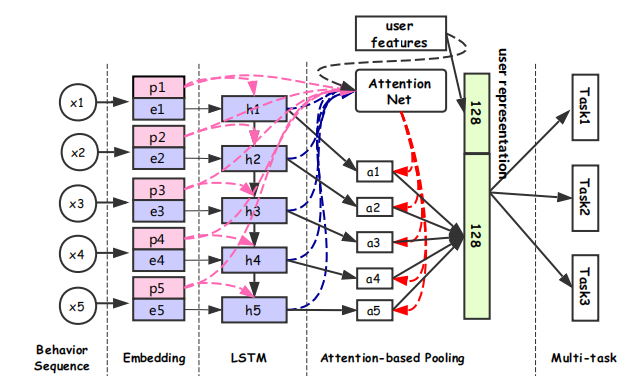 user
features
Attention
Net
user representation
x1
p1
e1
h1
128
Task1
x2
p2
e2
h2
a1
x3
p3
e3
h3
a2
Task2
x4
p4
e4
h4
a3
128
x5
p5
e5
h5
a4
a5
Task3
Behavior
Sequence
Embedding
LSTM
Attention-based Pooling
Multi-task